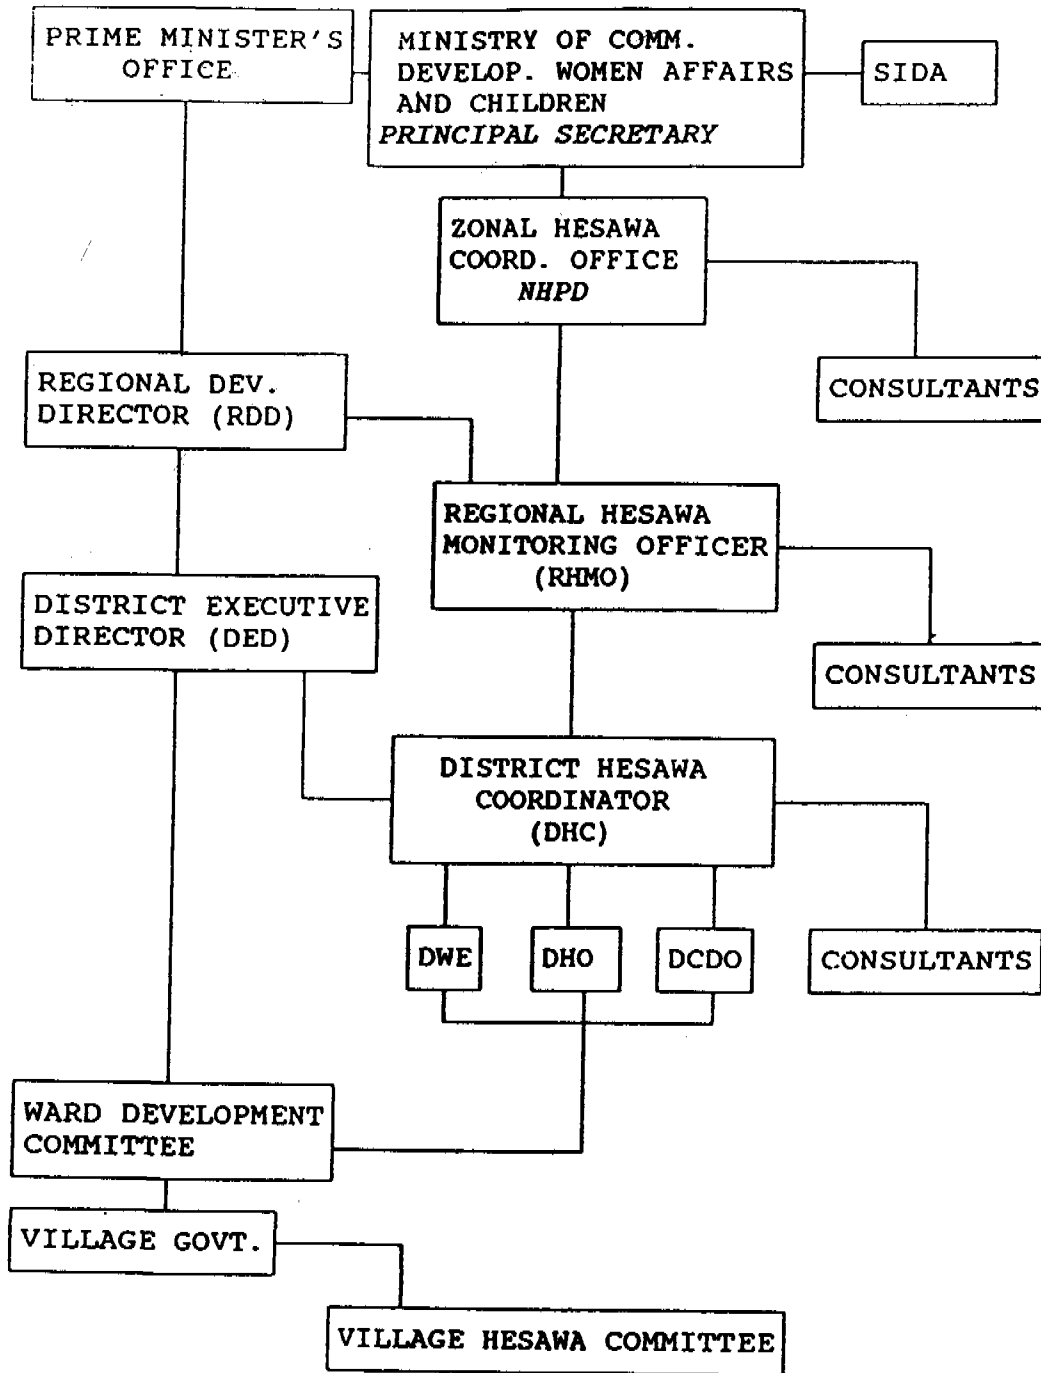 PRIME MINISTER'S
OFFICE
MINISTRY OF COMM.
DEVELOP. WOMEN AFFAIRS
AND CHILDREN
PRINCIPAL SECRETARY
SIDA
ZONAL HESAWA
COORD. OFFICE
NHPD
REGIONAL DEV.
DIRECTOR (RDD)
CONSULTANTS
REGIONAL HESAWA
MONITORING OFFICER
(RHMO)
DISTRICT EXECUTIVE
DIRECTOR (DED)
CONSULTANTS
DISTRICT HESAWA
COORDINATOR
(DHC)
DWE
DHO
DCDO
CONSULTANTS
WARD DEVELOPMENT
COMMITTEE
VILLAGE GOVT.
VILLAGE HESAWA COMMITTEE